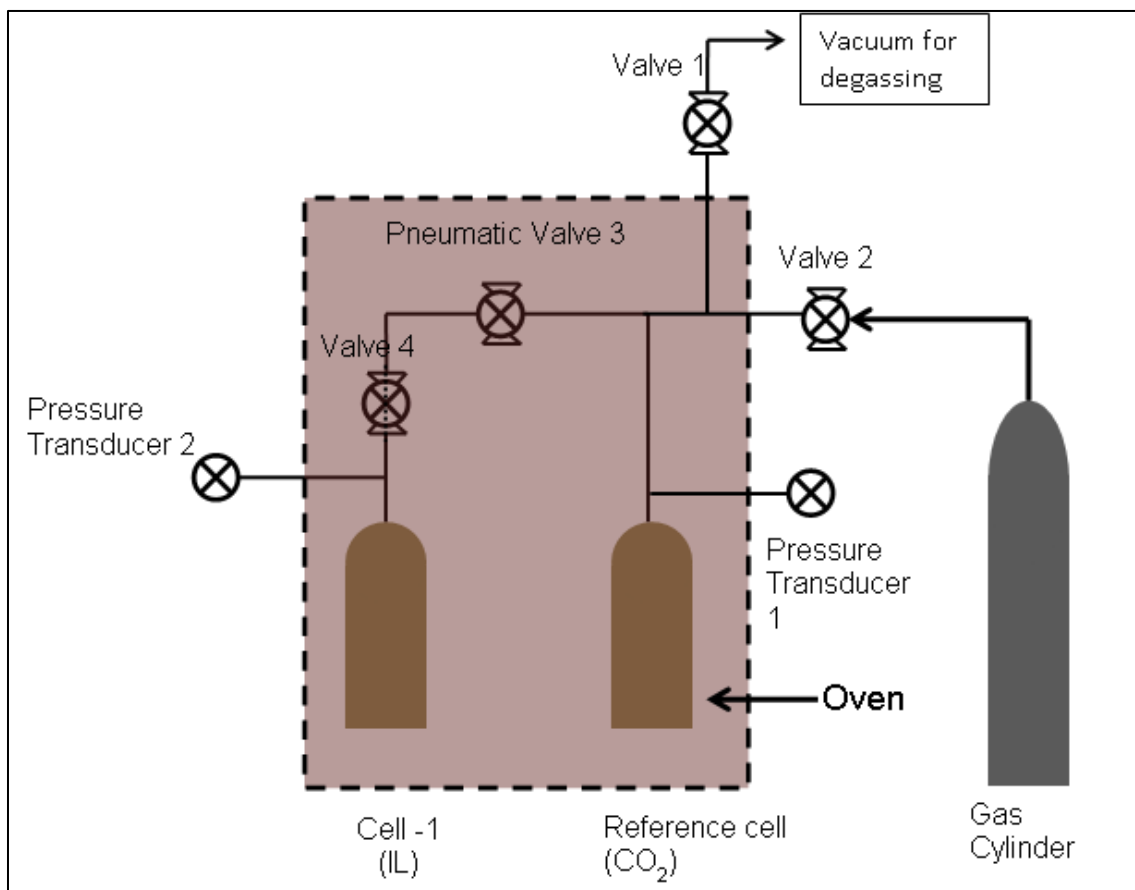 Vacuum for
degassing
Valve 1
Pneumatic Valve 3
Valve 2
Valve 4
Pressure
Transducer 2
Pressure
Transducer
1
Oven
Cell -1
(IL)
Reference cell
(CO₂)
Gas
Cylinder